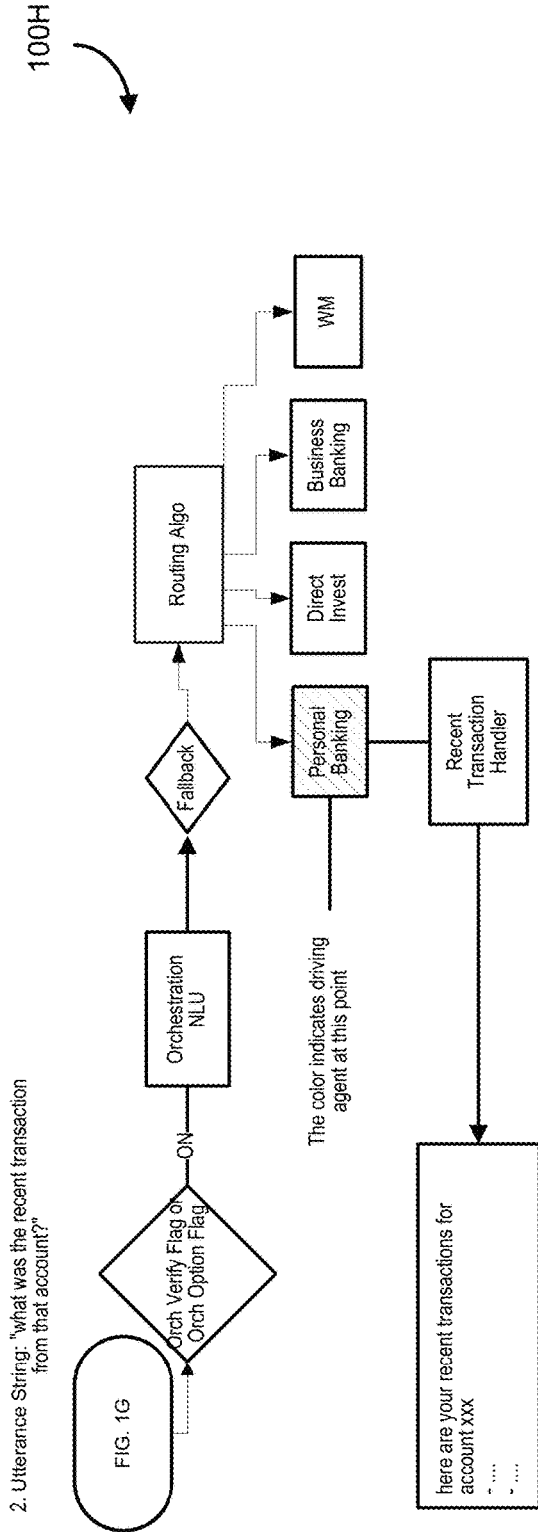 100H
2. Utterance String: "what was the recent transaction
from that account?"
FIG. 1G
Orch Verify Flag or
Orch Option Flag
ON
Orchestration
NLU
Fallback
Routing Algo
Personal
Banking
Direct
Invest
Business
Banking
WM
The color indicates driving
agent at this point
Recent
Transaction
Handler
here are your recent transactions for
account xxx
- ....
- ....